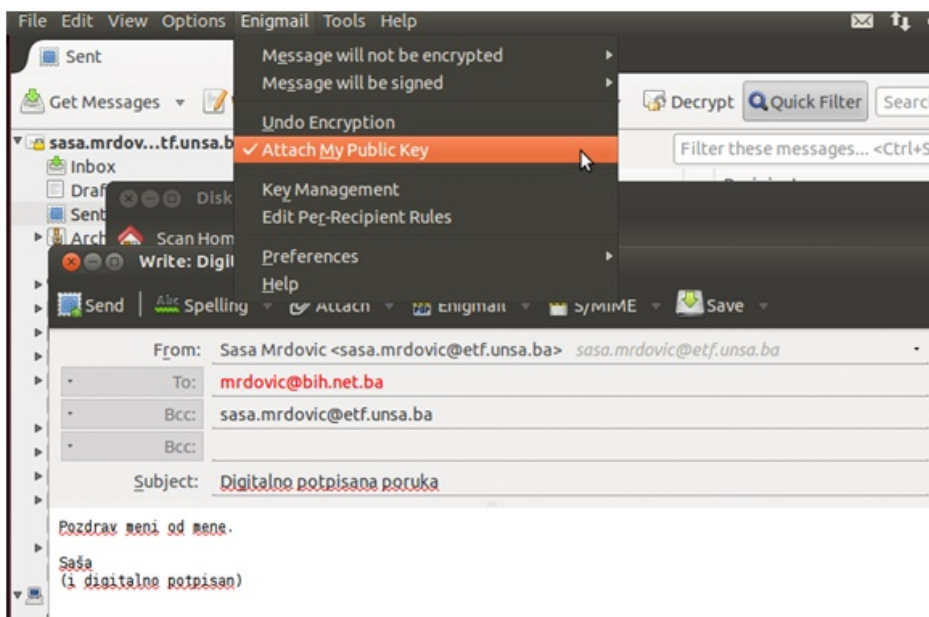 File Edit View Options Enigmail Tools Help
Sent
Message will not be encrypted
Message will be signed
Get Messages
Decrypt Quick Filter Searc
Undo Encryption
sasa.mrdov...tf.unsa.b
Attach My Public Key
Filter these messages... <Ctrl+S
Inbox
Draf
Key Management
Disk
Sent
Edit Per-Recipient Rules
Arch
Scan Hom
Preferences
Write: Digit
Help
Send Spelling Attach Enigmail S/MIME Save
From: Sasa Mrdovic <sasa.mrdovic@etf.unsa.ba> sasa.mrdovic@etf.unsa.ba
To: mrdovic@bih.net.ba
Bcc: sasa.mrdovic@etf.unsa.ba
Bcc:
Subject: Digitalno potpisana poruka
Pozdrav meni od mene.
Saša
(i digitalno potpisan)